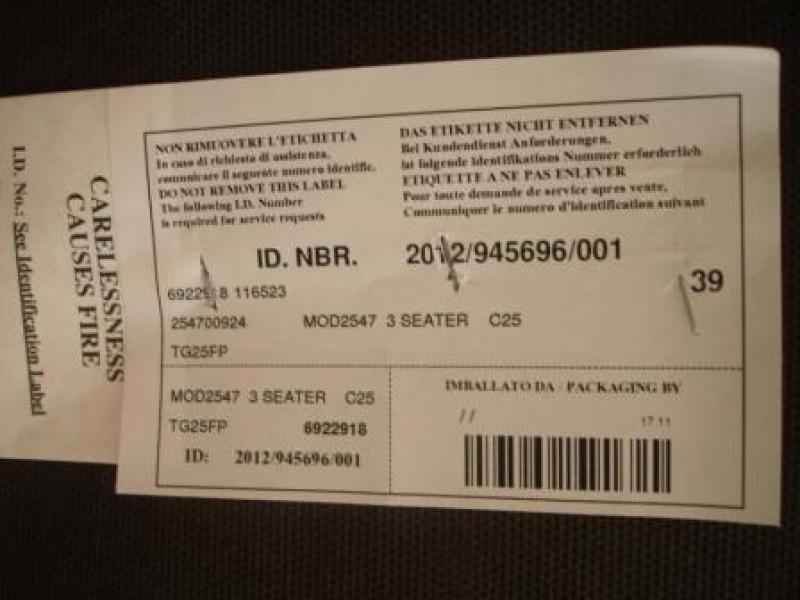 I.D. No.: See Identification Label
CARELESSNESS
CAUSES FIRE
NON RIMUOVERE L'ETICHETTA
In caso di richiesta di assistenza,
comunicare il seguente numero identific.
DO NOT REMOVE THIS LABEL
The following I.D. Number
is required for service requests
DAS ETIKETTE NICHT ENTFERNEN
Bei Kundendienst Anforderungen,
ist folgende Identifikations Nummer erforderlich
ETIQUETTE A NE PAS ENLEVER
Pour toute demande de service apres vente,
Communiquer le numero d'identification suivant
ID. NBR. 2012/945696/001
6922918 116523
39
254700924 MOD2547 3 SEATER C25
TG25FP
MOD2547 3 SEATER C25
TG25FP 6922918
ID: 2012/945696/001
IMBALLATO DA / PACKAGING BY
/ /
17.11